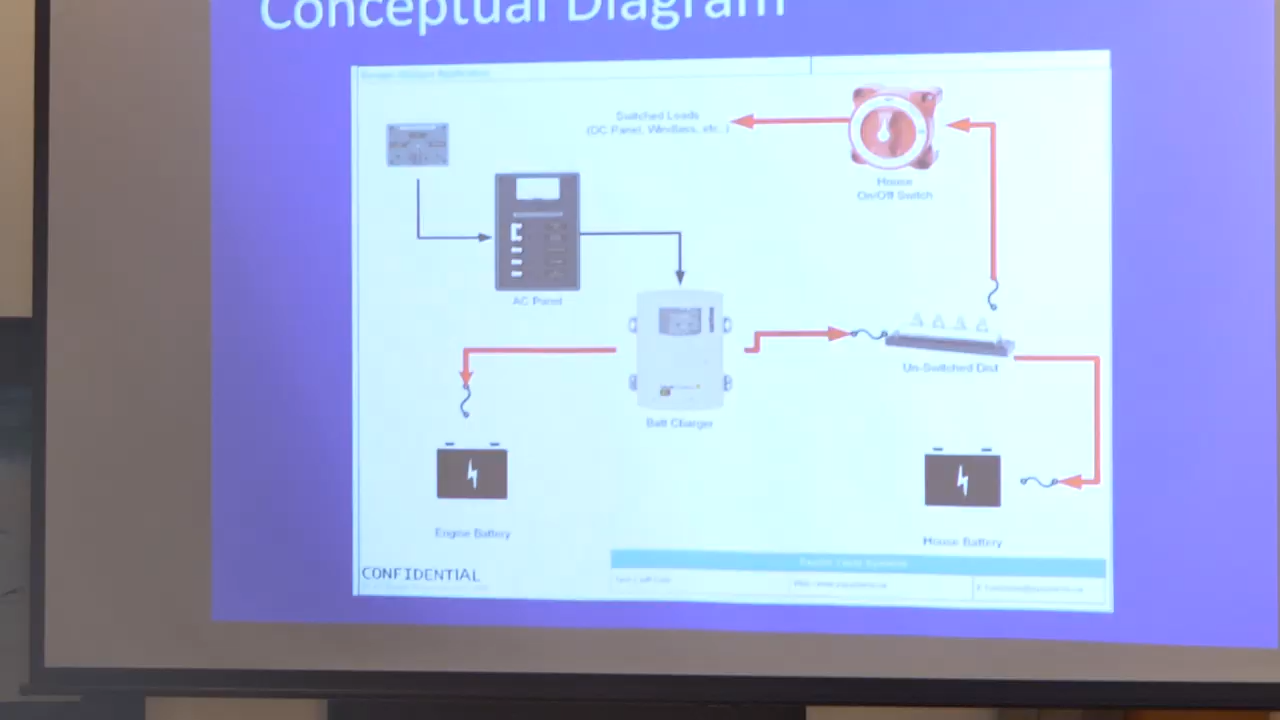 Conceptual Diagram
Switched Loads
(DC Panel, Windlass, etc.)
House
On/Off Switch
AC Panel
Un-Switched Dist
Batt Charger
Engine Battery
House Battery
CONFIDENTIAL